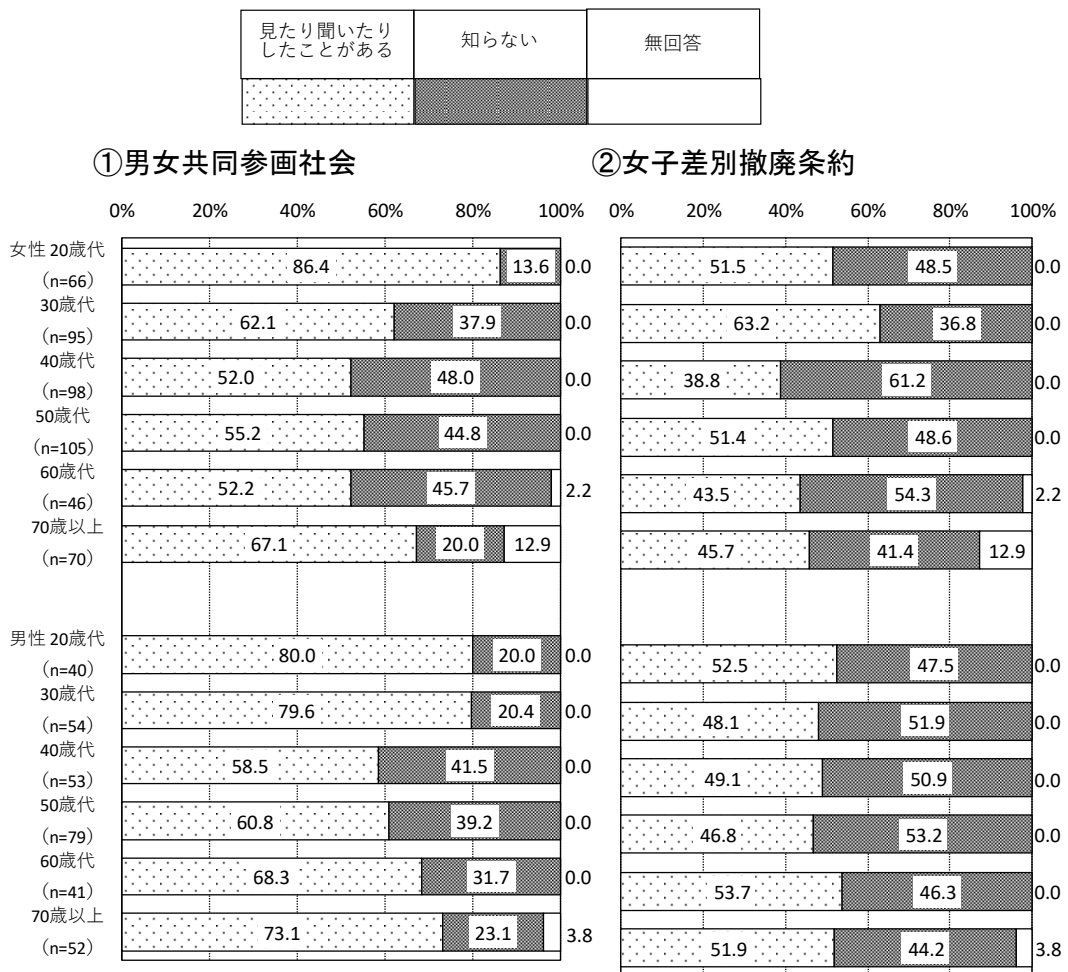 見たり聞いたり
したことがある
知らない
無回答
①男女共同参画社会
②女子差別撤廃条約
0% 20% 40% 60% 80% 100%
0% 20% 40% 60% 80% 100%
女性 20歳代
(n=66)
86.4 13.6 0.0
51.5 48.5 0.0
30歳代
(n=95)
62.1 37.9 0.0
63.2 36.8 0.0
40歳代
(n=98)
52.0 48.0 0.0
38.8 61.2 0.0
50歳代
(n=105)
55.2 44.8 0.0
51.4 48.6 0.0
60歳代
(n=46)
52.2 45.7 2.2
43.5 54.3 2.2
70歳以上
(n=70)
67.1 20.0 12.9
45.7 41.4 12.9
男性 20歳代
(n=40)
80.0 20.0 0.0
52.5 47.5 0.0
30歳代
(n=54)
79.6 20.4 0.0
48.1 51.9 0.0
40歳代
(n=53)
58.5 41.5 0.0
49.1 50.9 0.0
50歳代
(n=79)
60.8 39.2 0.0
46.8 53.2 0.0
60歳代
(n=41)
68.3 31.7 0.0
53.7 46.3 0.0
70歳以上
(n=52)
73.1 23.1 3.8
51.9 44.2 3.8